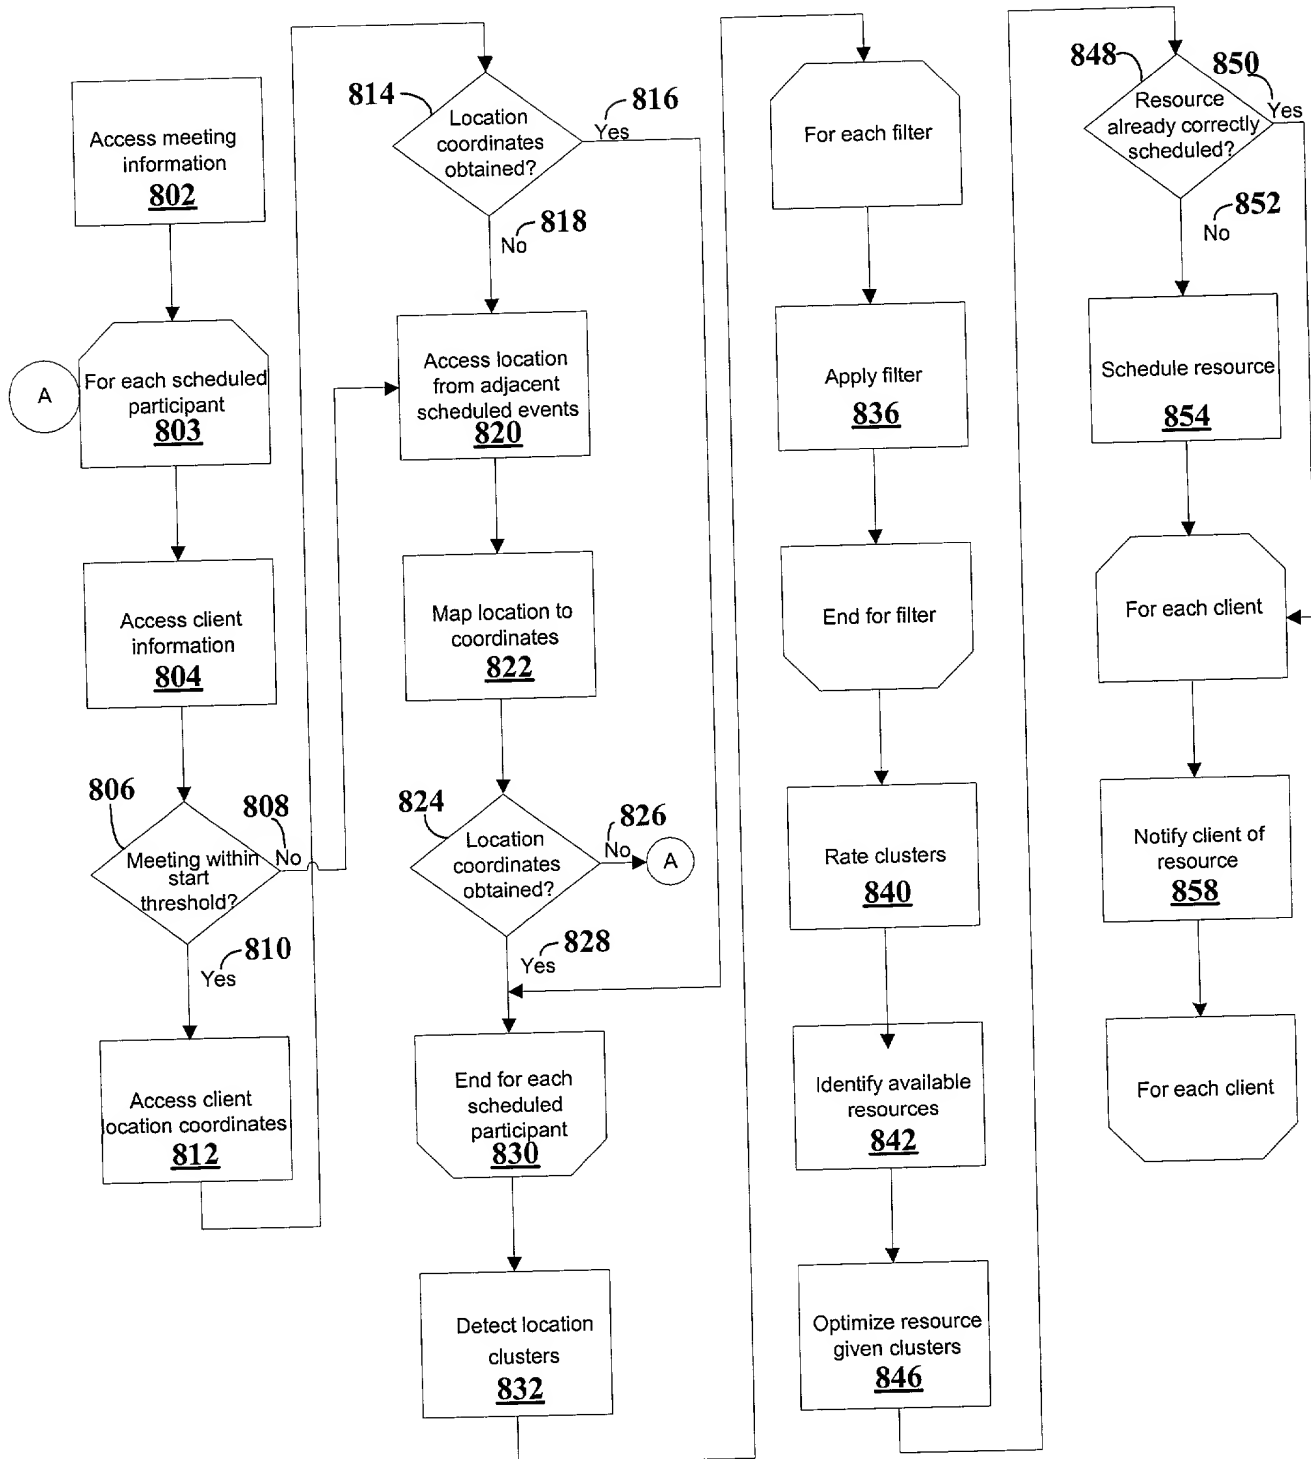 Access meeting
information
802
A
For each scheduled
participant
803
Access client
information
804
806
Meeting within
start
threshold?
808
No
810
Yes
Access client
location coordinates
812
814
Location
coordinates
obtained?
816
Yes
818
No
Access location
from adjacent
scheduled events
820
Map location to
coordinates
822
824
Location
coordinates
obtained?
826
No
A
828
Yes
End for each
scheduled
participant
830
Detect location
clusters
832
For each filter
Apply filter
836
End for filter
Rate clusters
840
Identify available
resources
842
Optimize resource
given clusters
846
848
Resource
already correctly
scheduled?
850
Yes
852
No
Schedule resource
854
For each client
Notify client of
resource
858
For each client